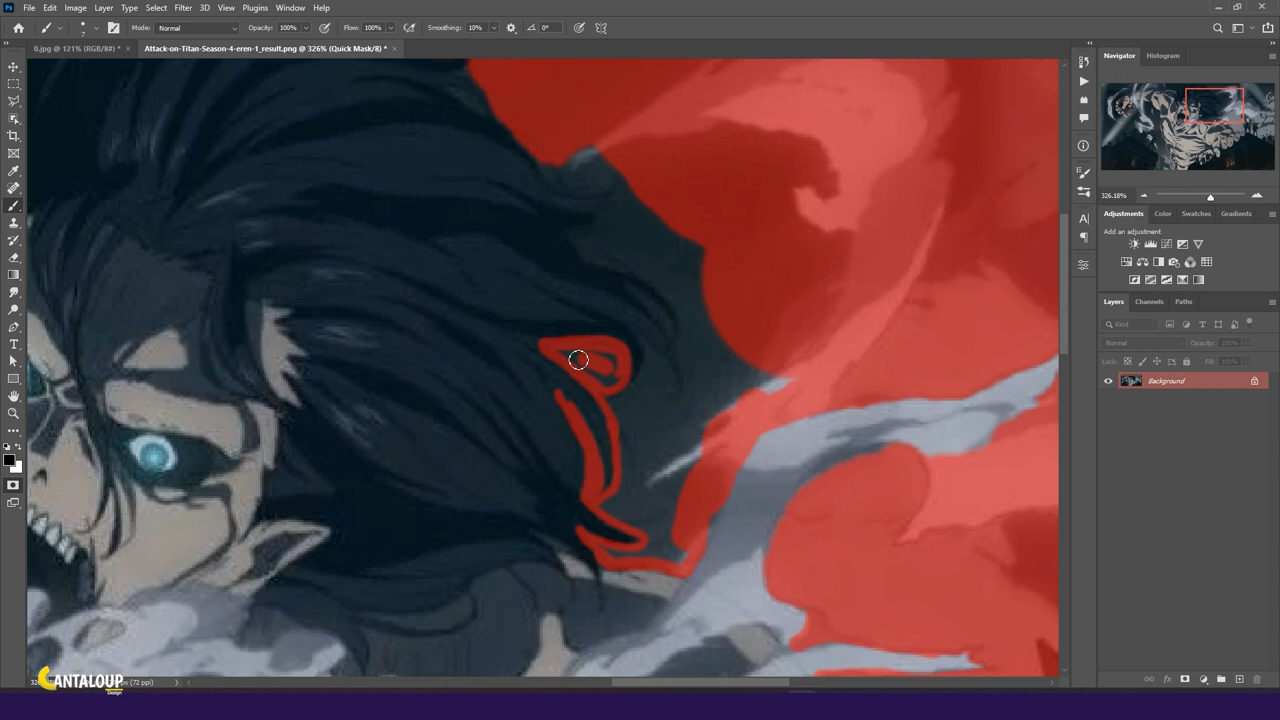 File Edit Image Layer Type Select Filter 3D View Plugins Window Help
7 Mode: Normal Opacity: 100% Flow: 100% Smoothing: 10% 0°
0.jpg @ 121% (RGB/8#) * × Attack-on-Titan-Season-4-eren-1_result.png @ 326% (Quick Mask/8) * ×
Navigator Histogram
326.18%
Adjustments Color Swatches Gradients
Add an adjustment
Layers Channels Paths
Kind
Normal Opacity: 100%
Lock: Fill: 100%
Background
CANTALOUP
Design
(72 ppi)